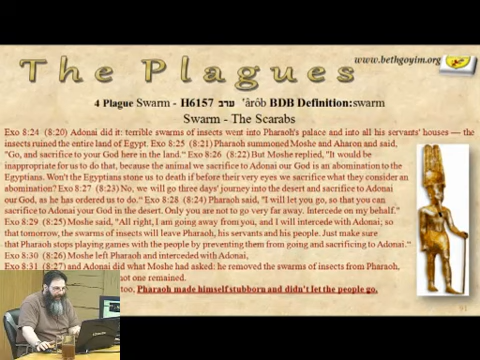 www.bethgoyim.org
The Plagues
4 Plague Swarm - H6157 ערב 'ârôb BDB Definition:swarm
Swarm - The Scarabs
Exo 8:24 (8:20) Adonai did it: terrible swarms of insects went into Pharaoh's palace and into all his servants' houses — the
insects ruined the entire land of Egypt. Exo 8:25 (8:21) Pharaoh summoned Moshe and Aharon and said,
"Go, and sacrifice to your God here in the land." Exo 8:26 (8:22) But Moshe replied, "It would be
inappropriate for us to do that, because the animal we sacrifice to Adonai our God is an abomination to the
Egyptians. Won't the Egyptians stone us to death if before their very eyes we sacrifice what they consider an
abomination? Exo 8:27 (8:23) No, we will go three days' journey into the desert and sacrifice to Adonai
our God, as he has ordered us to do." Exo 8:28 (8:24) Pharaoh said, "I will let you go, so that you can
sacrifice to Adonai your God in the desert. Only you are not to go very far away. Intercede on my behalf."
Exo 8:29 (8:25) Moshe said, "All right, I am going away from you, and I will intercede with Adonai; so
that tomorrow, the swarms of insects will leave Pharaoh, his servants and his people. Just make sure
that Pharaoh stops playing games with the people by preventing them from going and sacrificing to Adonai."
Exo 8:30 (8:26) Moshe left Pharaoh and interceded with Adonai,
Exo 8:31 (8:27) and Adonai did what Moshe had asked: he removed the swarms of insects from Pharaoh,
not one remained.
too, Pharaoh made himself stubborn and didn't let the people go.